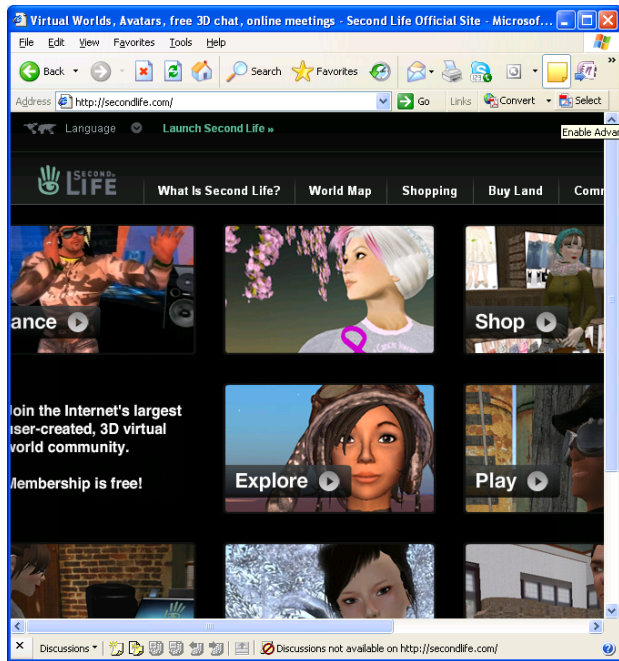 Virtual Worlds, Avatars, free 3D chat, online meetings - Second Life Official Site - Microsof...
File Edit View Favorites Tools Help
Back Search Favorites
Address http://secondlife.com/ Go Links Convert Select
Enable Advar
Language Launch Second Life »
SECOND LIFE What Is Second Life? World Map Shopping Buy Land Comm
ance Shop
Join the Internet's largest
user-created, 3D virtual
world community.
Membership is free!
Explore Play
Discussions Discussions not available on http://secondlife.com/